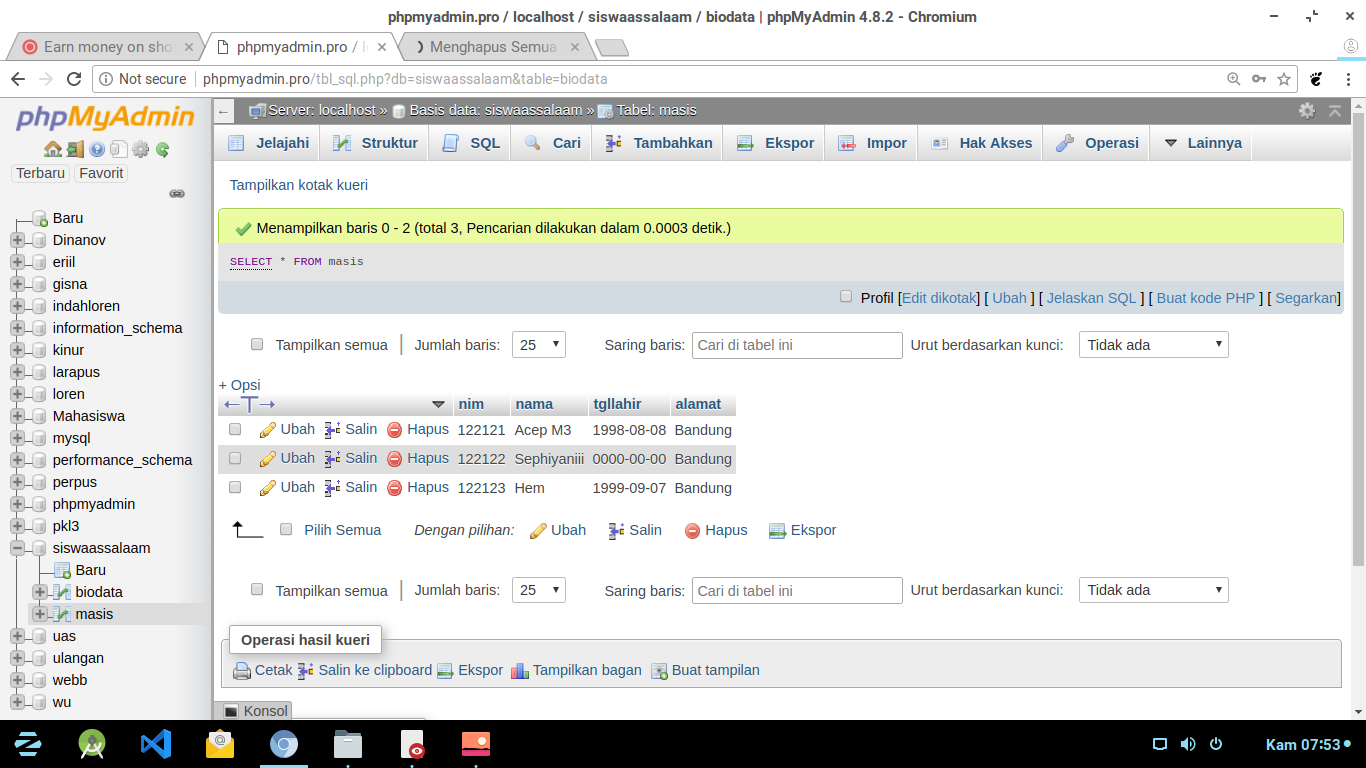 phpmyadmin.pro / localhost / siswaassalaam / biodata | phpMyAdmin 4.8.2 - Chromium
Earn money on sho
phpmyadmin.pro / l
Menghapus Semua
Not secure
phpmyadmin.pro/tbl_sql.php?db=siswaassalaam&table=biodata
phpMyAdmin
Terbaru Favorit
Baru
Dinanov
eriil
gisna
indahloren
information_schema
kinur
larapus
loren
Mahasiswa
mysql
performance_schema
perpus
phpmyadmin
pkl3
siswaassalaam
Baru
biodata
masis
uas
ulangan
webb
wu
Server: localhost » Basis data: siswaassalaam » Tabel: masis
Jelajahi Struktur SQL Cari Tambahkan Ekspor Impor Hak Akses Operasi Lainnya
Tampilkan kotak kueri
Menampilkan baris 0 - 2 (total 3, Pencarian dilakukan dalam 0.0003 detik.)
SELECT * FROM masis
Profil [Edit dikotak] [ Ubah ] [ Jelaskan SQL ] [ Buat kode PHP ] [ Segarkan]
Tampilkan semua | Jumlah baris: 25 Saring baris: Cari di tabel ini Urut berdasarkan kunci: Tidak ada
+ Opsi
←T→ nim nama tgllahir alamat
Ubah Salin Hapus 122121 Acep M3 1998-08-08 Bandung
Ubah Salin Hapus 122122 Sephiyaniii 0000-00-00 Bandung
Ubah Salin Hapus 122123 Hem 1999-09-07 Bandung
Pilih Semua Dengan pilihan: Ubah Salin Hapus Ekspor
Tampilkan semua | Jumlah baris: 25 Saring baris: Cari di tabel ini Urut berdasarkan kunci: Tidak ada
Operasi hasil kueri
Cetak Salin ke clipboard Ekspor Tampilkan bagan Buat tampilan
Konsol
Kam 07:53